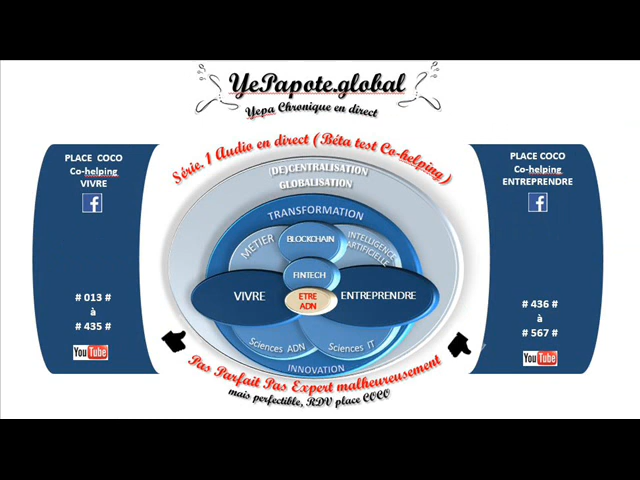 YePapote.global
Yepa Chronique en direct
Série, 1 Audio en direct (Béta test Co-helping)
PLACE COCO
Co-helping
VIVRE
# 013 #
à
# 435 #
YouTube
(DE)CENTRALISATION
GLOBALISATION
TRANSFORMATION
METIER
BLOCKCHAIN
INTELLIGENCE
ARTIFICIELLE
FINTECH
VIVRE
ETRE
ADN
ENTREPRENDRE
Sciences ADN
Sciences IT
INNOVATION
PLACE COCO
Co-helping
ENTREPRENDRE
# 436 #
à
# 567 #
YouTube
Pas Parfait Pas Expert malheureusement
mais perfectible, RDV place COCO